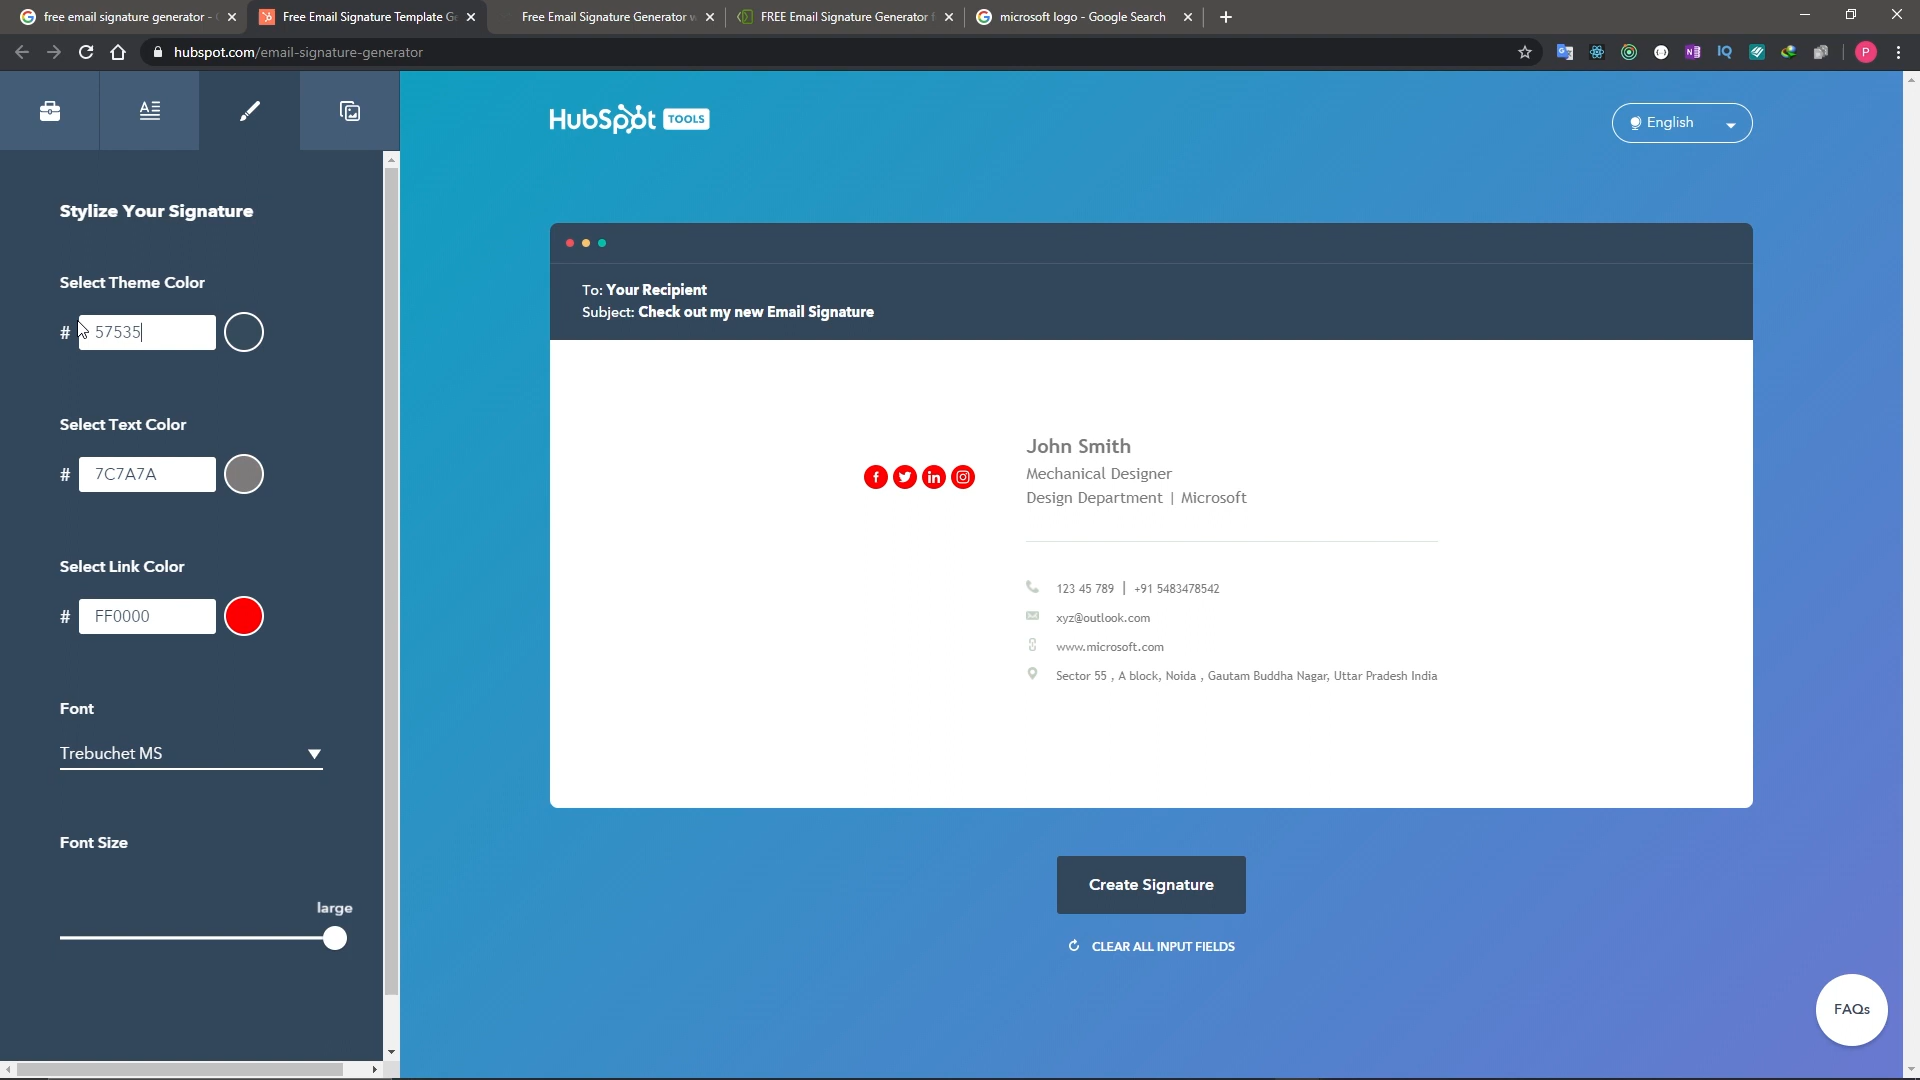 free email signature generator -
Free Email Signature Template Ge
Free Email Signature Generator w
FREE Email Signature Generator f
microsoft logo - Google Search
hubspot.com/email-signature-generator
P
HubSpot TOOLS
English
Stylize Your Signature
Select Theme Color
# 57535
Select Text Color
# 7C7A7A
Select Link Color
# FF0000
Font
Trebuchet MS
Font Size
large
To: Your Recipient
Subject: Check out my new Email Signature
John Smith
Mechanical Designer
Design Department | Microsoft
123 45 789 | +91 5483478542
xyz@outlook.com
www.microsoft.com
Sector 55 , A block, Noida , Gautam Buddha Nagar, Uttar Pradesh India
Create Signature
CLEAR ALL INPUT FIELDS
FAQs